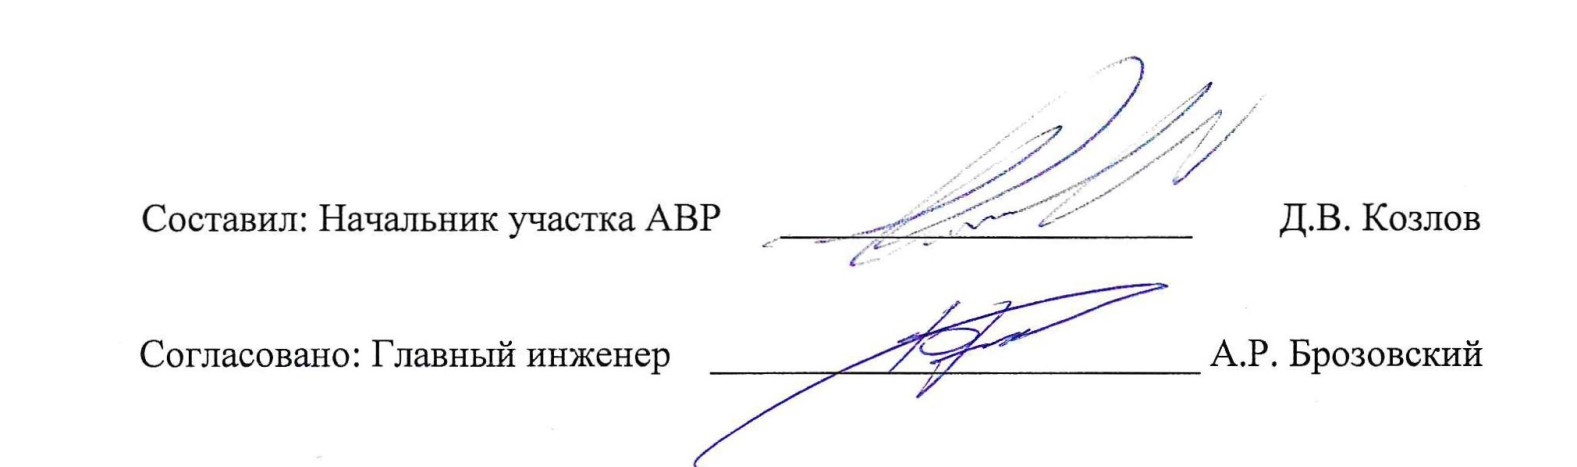 Составил: Начальник участка АВР Д.В. Козлов
Согласовано: Главный инженер А.Р. Брозовский